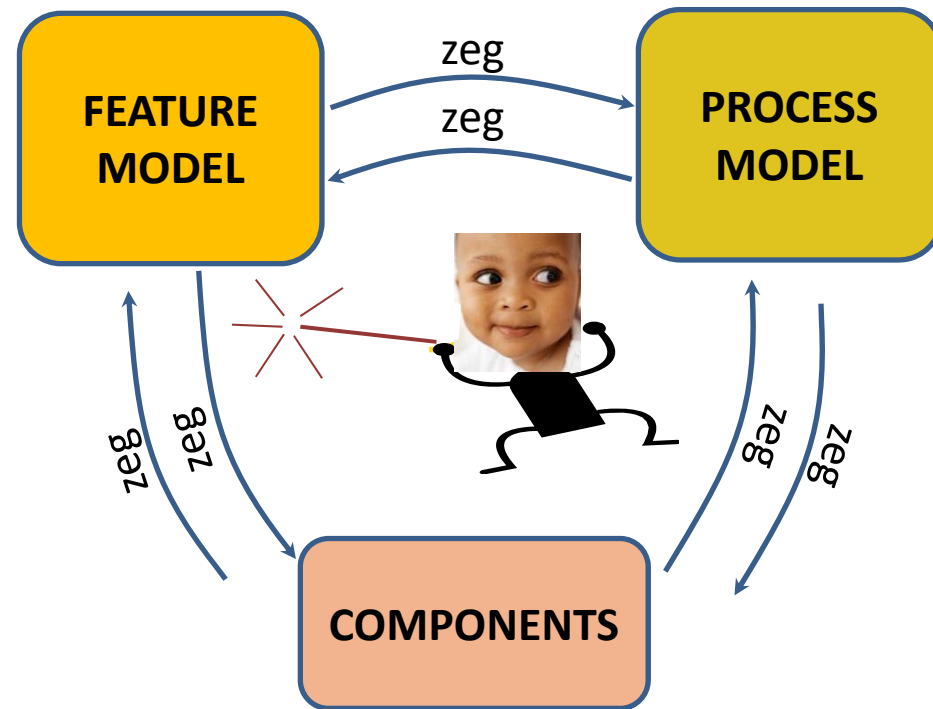 zeg
FEATURE
MODEL
zeg
PROCESS
MODEL
zeg
zeg
zeg
zeg
COMPONENTS